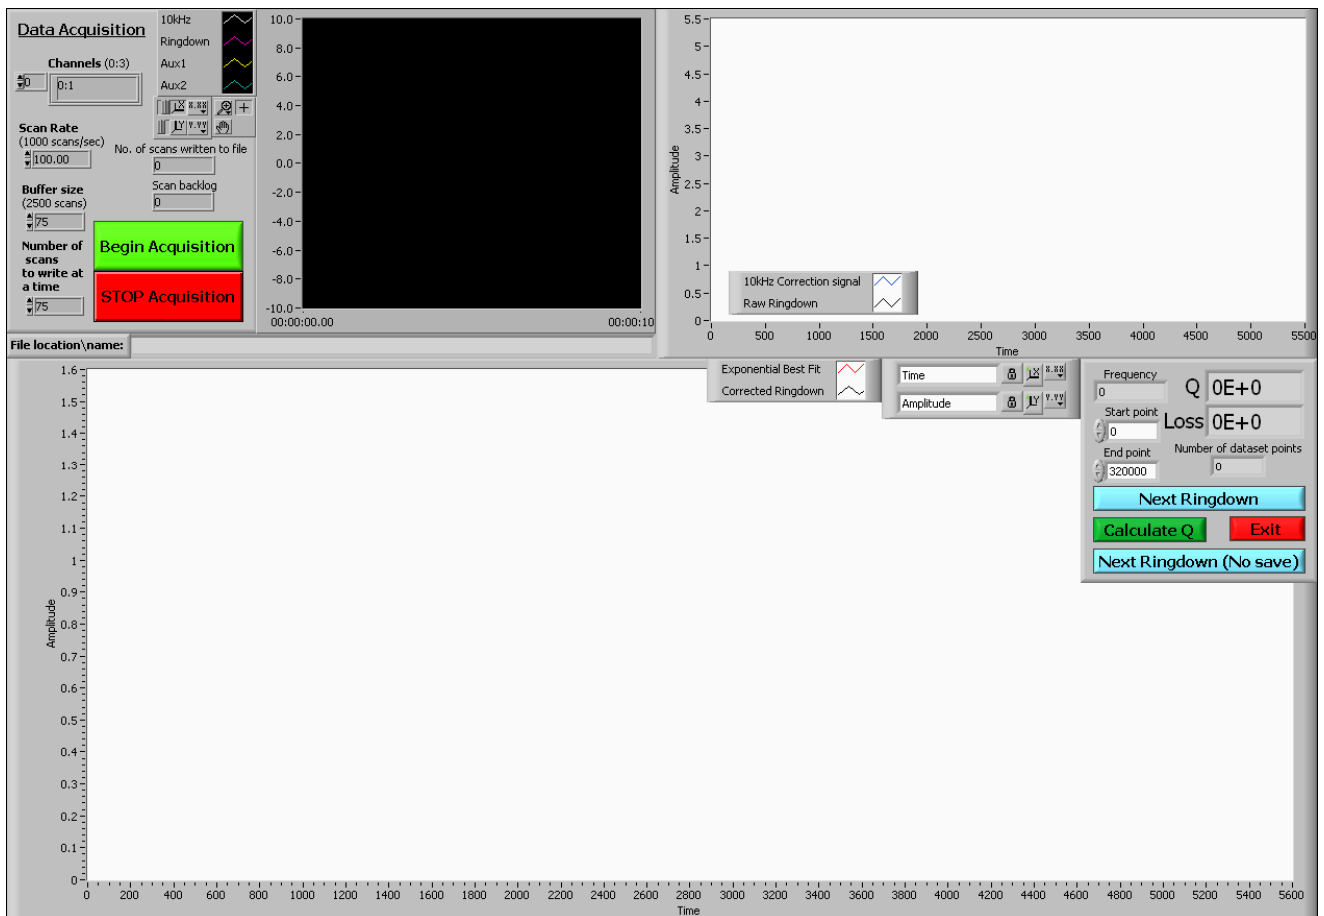 Data Acquisition
Channels (0:3)
0
0:1
Scan Rate
(1000 scans/sec)
100.00
Buffer size
(2500 scans)
75
Number of
scans
to write at
a time
75
10kHz
Ringdown
Aux1
Aux2
No. of scans written to file
0
Scan backlog
0
Begin Acquisition
STOP Acquisition
File location\name:
10.0
8.0
6.0
4.0
2.0
0.0
-2.0
-4.0
-6.0
-8.0
-10.0
00:00:00.00 00:00:10
5.5
5
4.5
4
3.5
3
2.5
2
1.5
1
0.5
0
Amplitude
10kHz Correction signal
Raw Ringdown
0 500 1000 1500 2000 2500 3000 3500 4000 4500 5000 5500
Time
Exponential Best Fit
Corrected Ringdown
Time
Amplitude
Frequency
0
Q 0E+0
Start point
0
Loss 0E+0
End point
320000
Number of dataset points
0
Next Ringdown
Calculate Q
Exit
Next Ringdown (No save)
1.6
1.5
1.4
1.3
1.2
1.1
1
0.9
0.8
0.7
0.6
0.5
0.4
0.3
0.2
0.1
0
Amplitude
0 200 400 600 800 1000 1200 1400 1600 1800 2000 2200 2400 2600 2800 3000 3200 3400 3600 3800 4000 4200 4400 4600 4800 5000 5200 5400 5600
Time